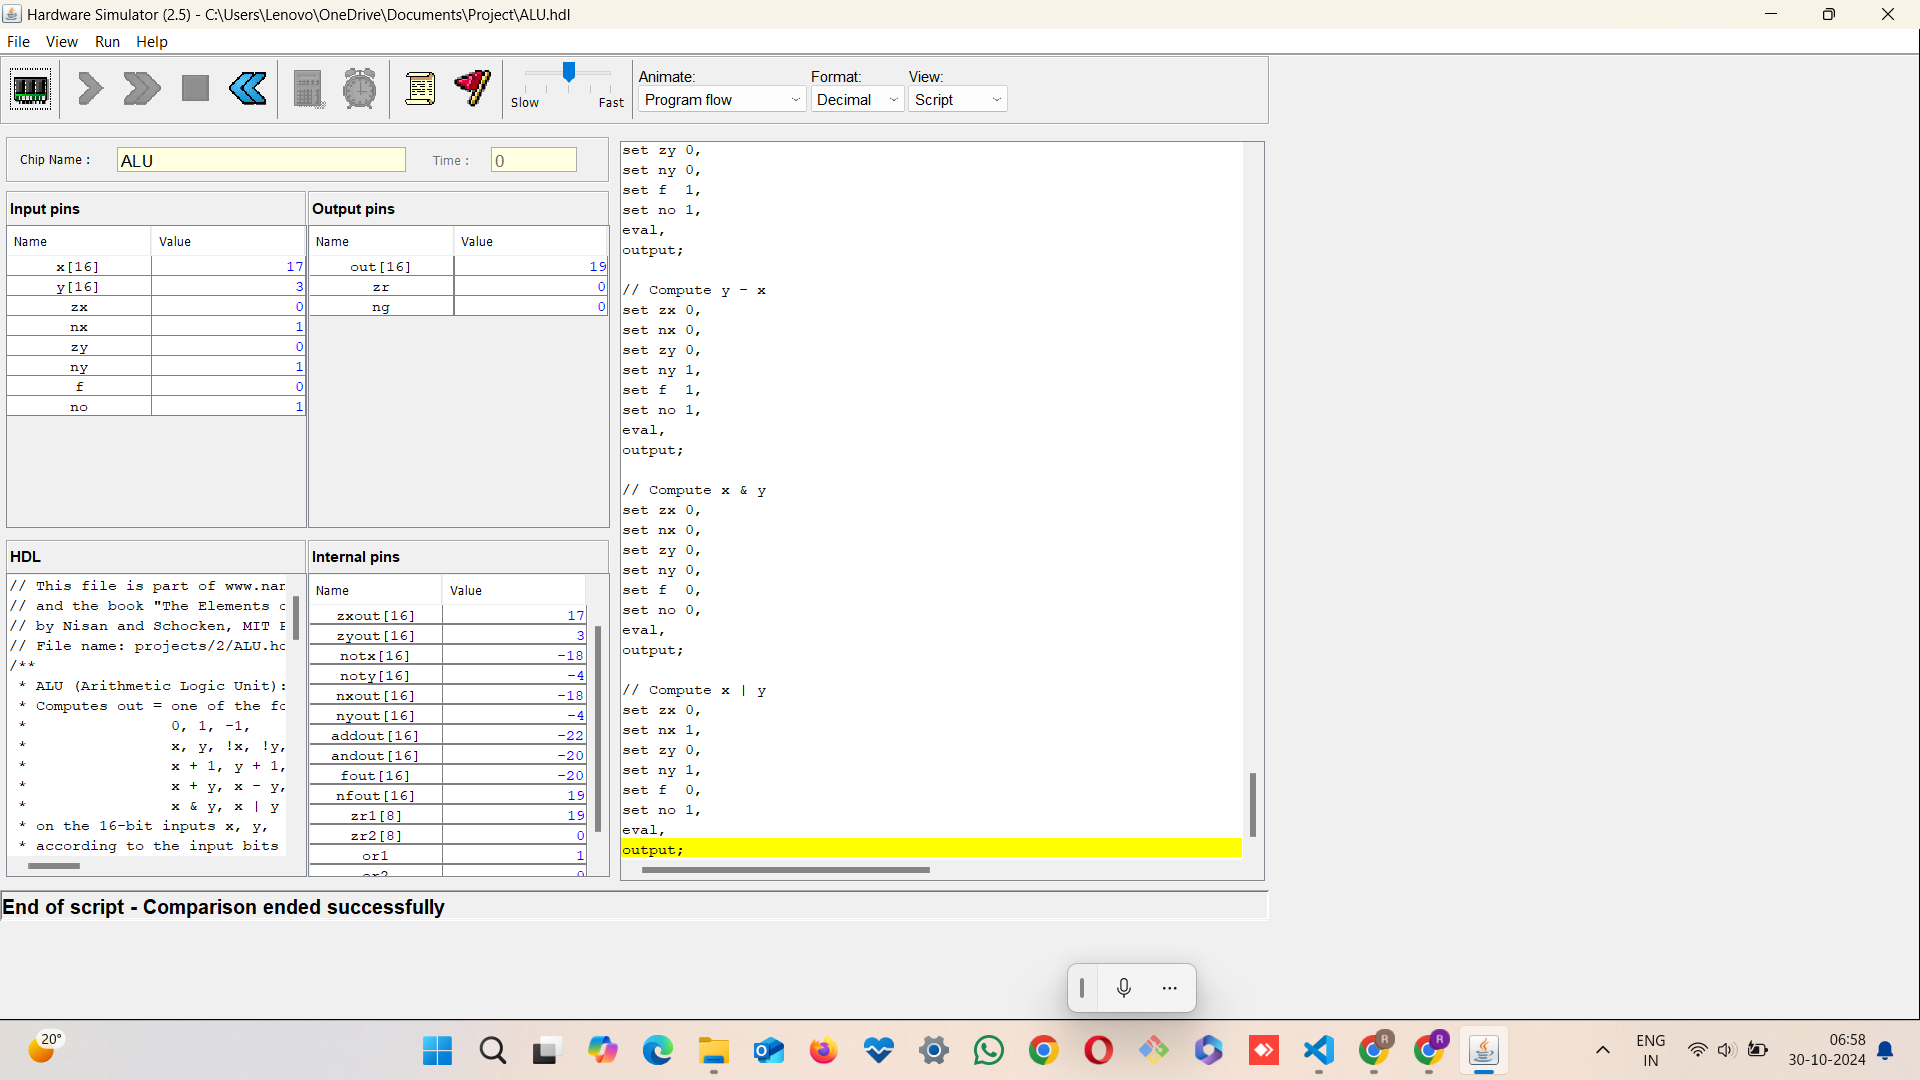 Hardware Simulator (2.5) - C:\Users\Lenovo\OneDrive\Documents\Project\ALU.hdl
File View Run Help
Slow Fast
Animate: Format: View:
Program flow Decimal Script
Chip Name : ALU Time : 0
Input pins
Name Value
x[16] 17
y[16] 3
zx 0
nx 1
zy 0
ny 1
f 0
no 1
Output pins
Name Value
out[16] 19
zr 0
ng 0
HDL
// This file is part of www.nan
// and the book "The Elements o
// by Nisan and Schocken, MIT P
// File name: projects/2/ALU.hd
/**
* ALU (Arithmetic Logic Unit):
* Computes out = one of the fo
* 0, 1, -1,
* x, y, !x, !y,
* x + 1, y + 1,
* x + y, x - y,
* x & y, x | y
* on the 16-bit inputs x, y,
* according to the input bits
Internal pins
Name Value
zxout[16] 17
zyout[16] 3
notx[16] -18
noty[16] -4
nxout[16] -18
nyout[16] -4
addout[16] -22
andout[16] -20
fout[16] -20
nfout[16] 19
zr1[8] 19
zr2[8] 0
or1 1
or2 0
set zy 0,
set ny 0,
set f 1,
set no 1,
eval,
output;
// Compute y - x
set zx 0,
set nx 0,
set zy 0,
set ny 1,
set f 1,
set no 1,
eval,
output;
// Compute x & y
set zx 0,
set nx 0,
set zy 0,
set ny 0,
set f 0,
set no 0,
eval,
output;
// Compute x | y
set zx 0,
set nx 1,
set zy 0,
set ny 1,
set f 0,
set no 1,
eval,
output;
End of script - Comparison ended successfully
20°
R
R
ENG
IN
06:58
30-10-2024